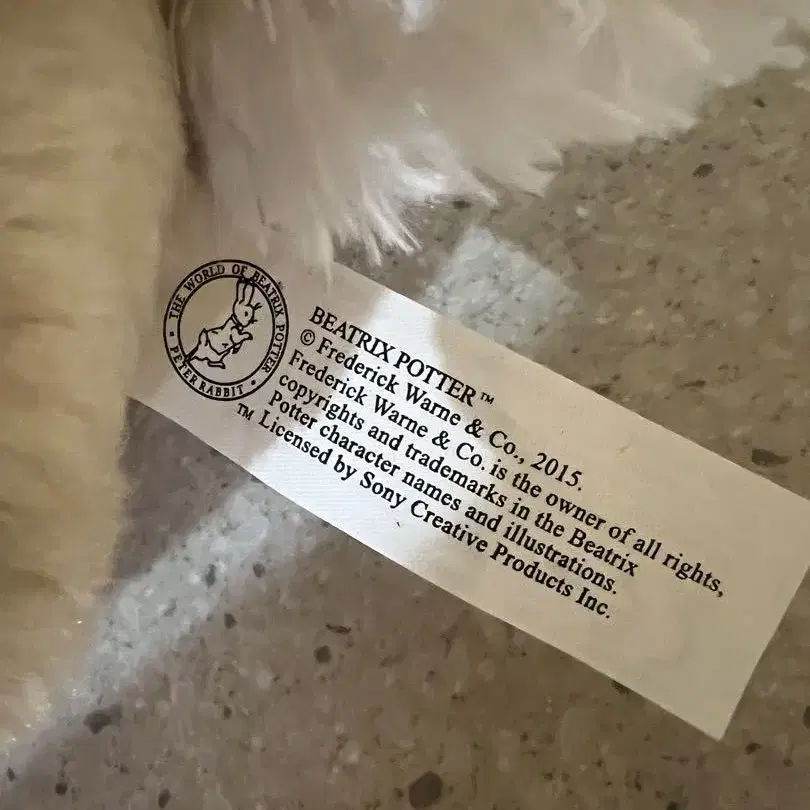 THE WORLD OF BEATRIX POTTER
• PETER RABBIT •
BEATRIX POTTER™
© Frederick Warne & Co., 2015.
Frederick Warne & Co. is the owner of all rights,
copyrights and trademarks in the Beatrix
Potter character names and illustrations.
TM Licensed by Sony Creative Products Inc.